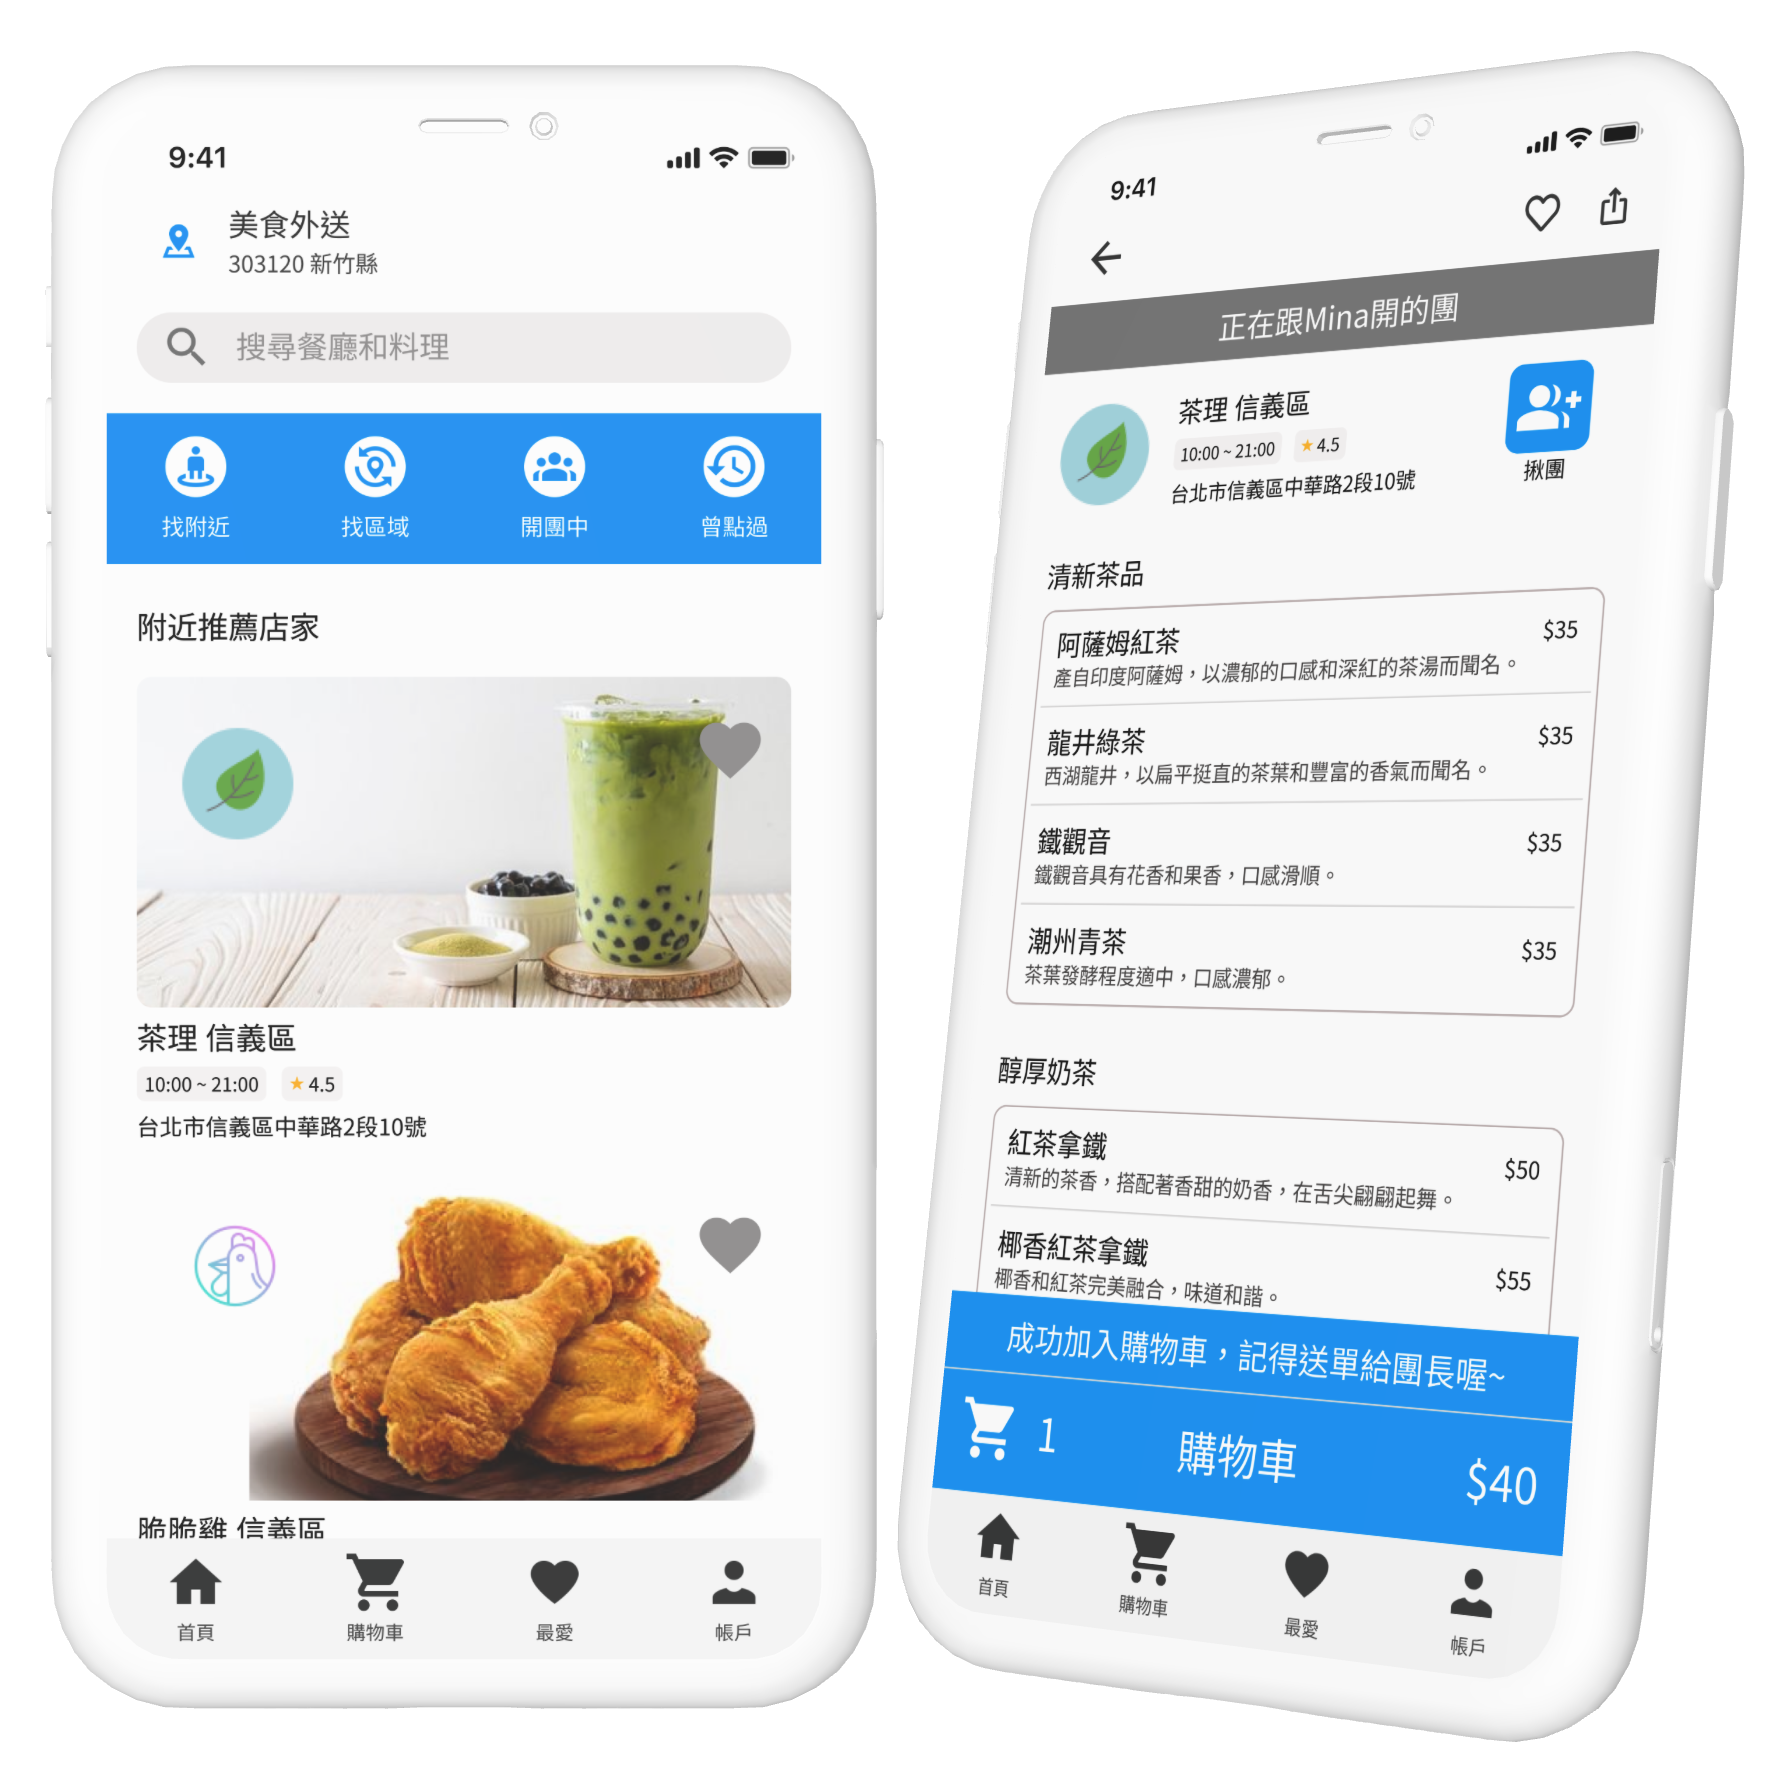 9:41
美食外送
303120 新竹縣
搜尋餐廳和料理
找附近
找區域
開團中
曾點過
附近推薦店家
茶理 信義區
10:00 ~ 21:00 ★ 4.5
台北市信義區中華路2段10號
脆脆雞 信義區
首頁
購物車
最愛
帳戶
9:41
正在跟Mina開的團
茶理 信義區
10:00 ~ 21:00 ★ 4.5
台北市信義區中華路2段10號
揪團
清新茶品
阿薩姆紅茶 $35
產自印度阿薩姆，以濃郁的口感和深紅的茶湯而聞名。
龍井綠茶 $35
西湖龍井，以扁平挺直的茶葉和豐富的香氣而聞名。
鐵觀音 $35
鐵觀音具有花香和果香，口感滑順。
潮州青茶 $35
茶葉發酵程度適中，口感濃郁。
醇厚奶茶
紅茶拿鐵 $50
清新的茶香，搭配著香甜的奶香，在舌尖翩翩起舞。
椰香紅茶拿鐵 $55
椰香和紅茶完美融合，味道和諧。
成功加入購物車，記得送單給團長喔~
1 購物車 $40
首頁
購物車
最愛
帳戶